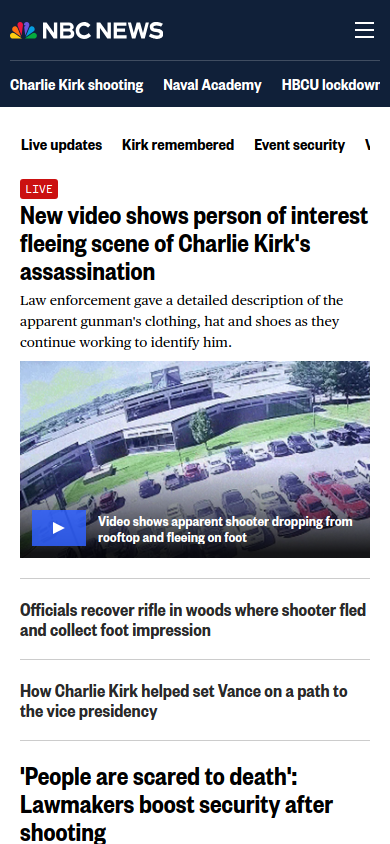 NBC NEWS
Charlie Kirk shooting Naval Academy HBCU lockdown
Live updates Kirk remembered Event security
LIVE
New video shows person of interest
fleeing scene of Charlie Kirk's
assassination
Law enforcement gave a detailed description of the
apparent gunman's clothing, hat and shoes as they
continue working to identify him.
Video shows apparent shooter dropping from
rooftop and fleeing on foot
Officials recover rifle in woods where shooter fled
and collect foot impression
How Charlie Kirk helped set Vance on a path to
the vice presidency
'People are scared to death':
Lawmakers boost security after
shooting